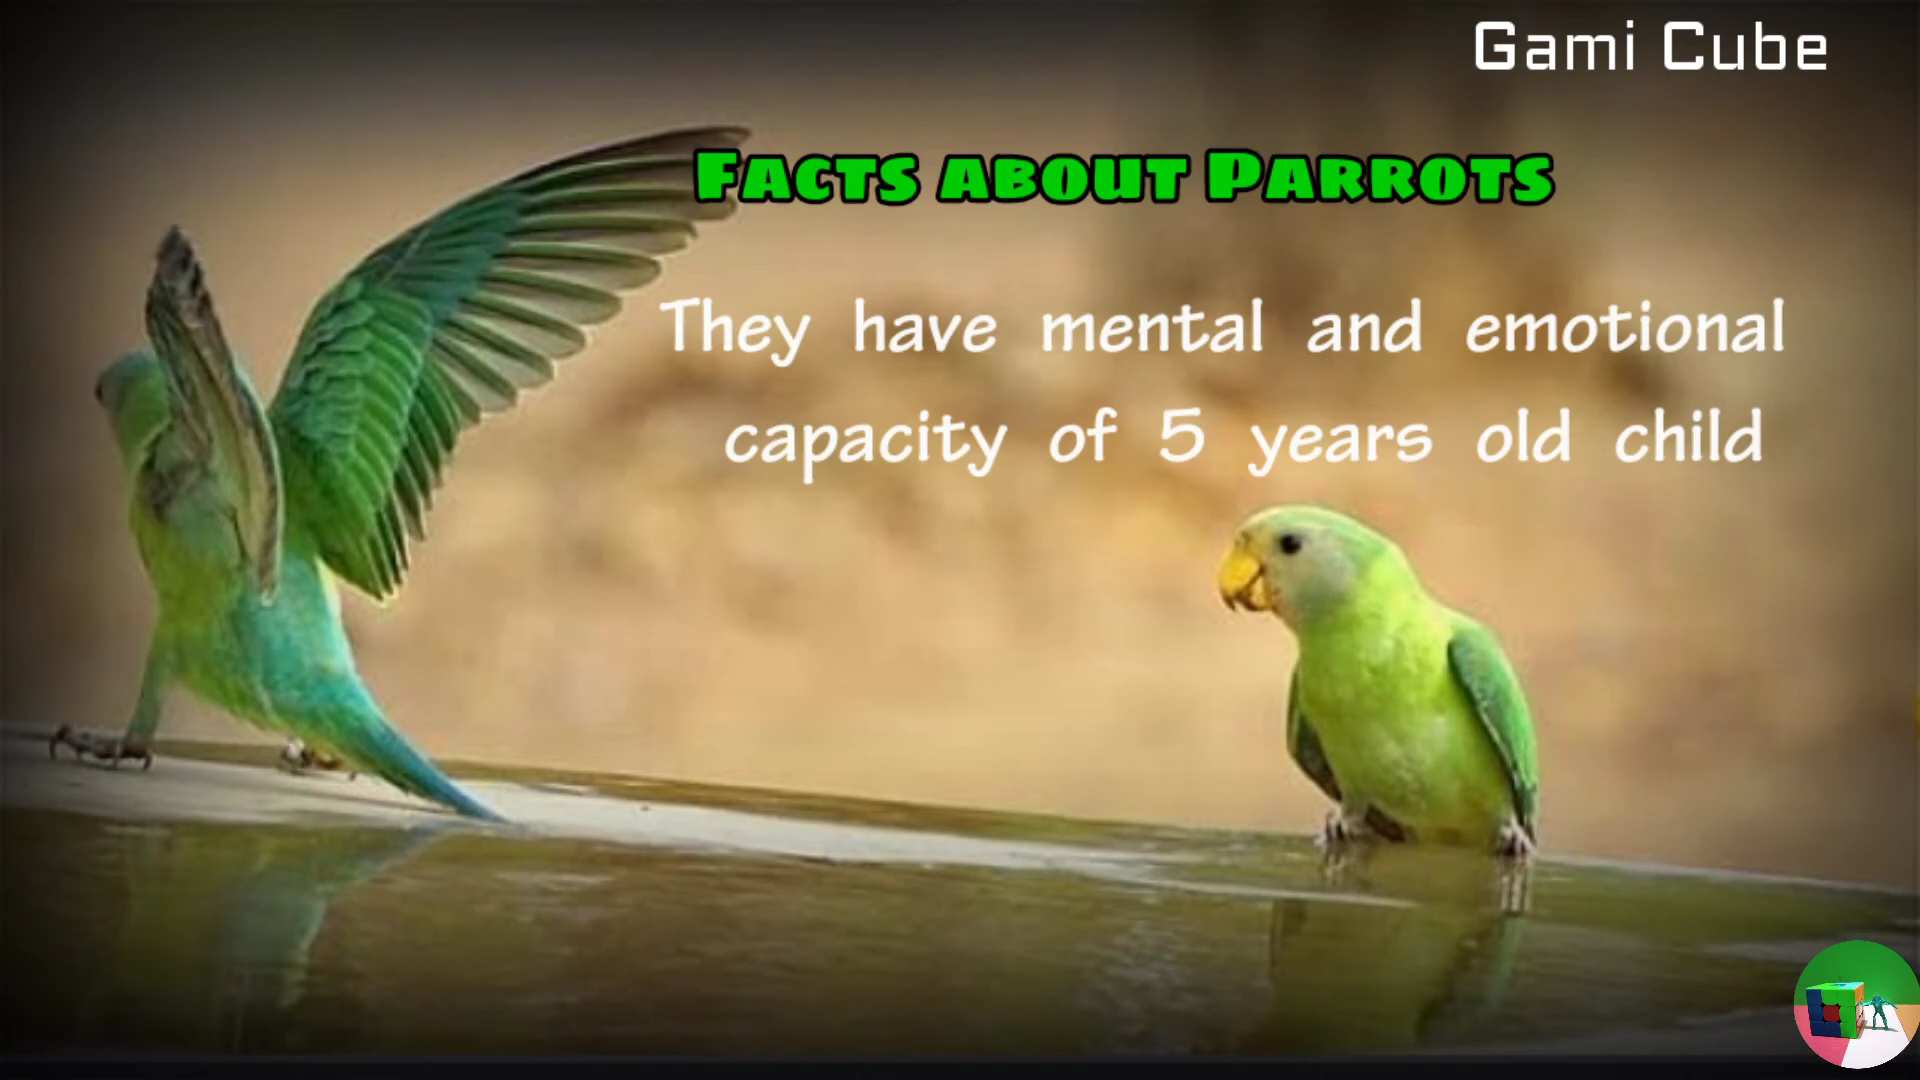 Gami Cube
Facts about Parrots
They have mental and emotional
capacity of 5 years old child